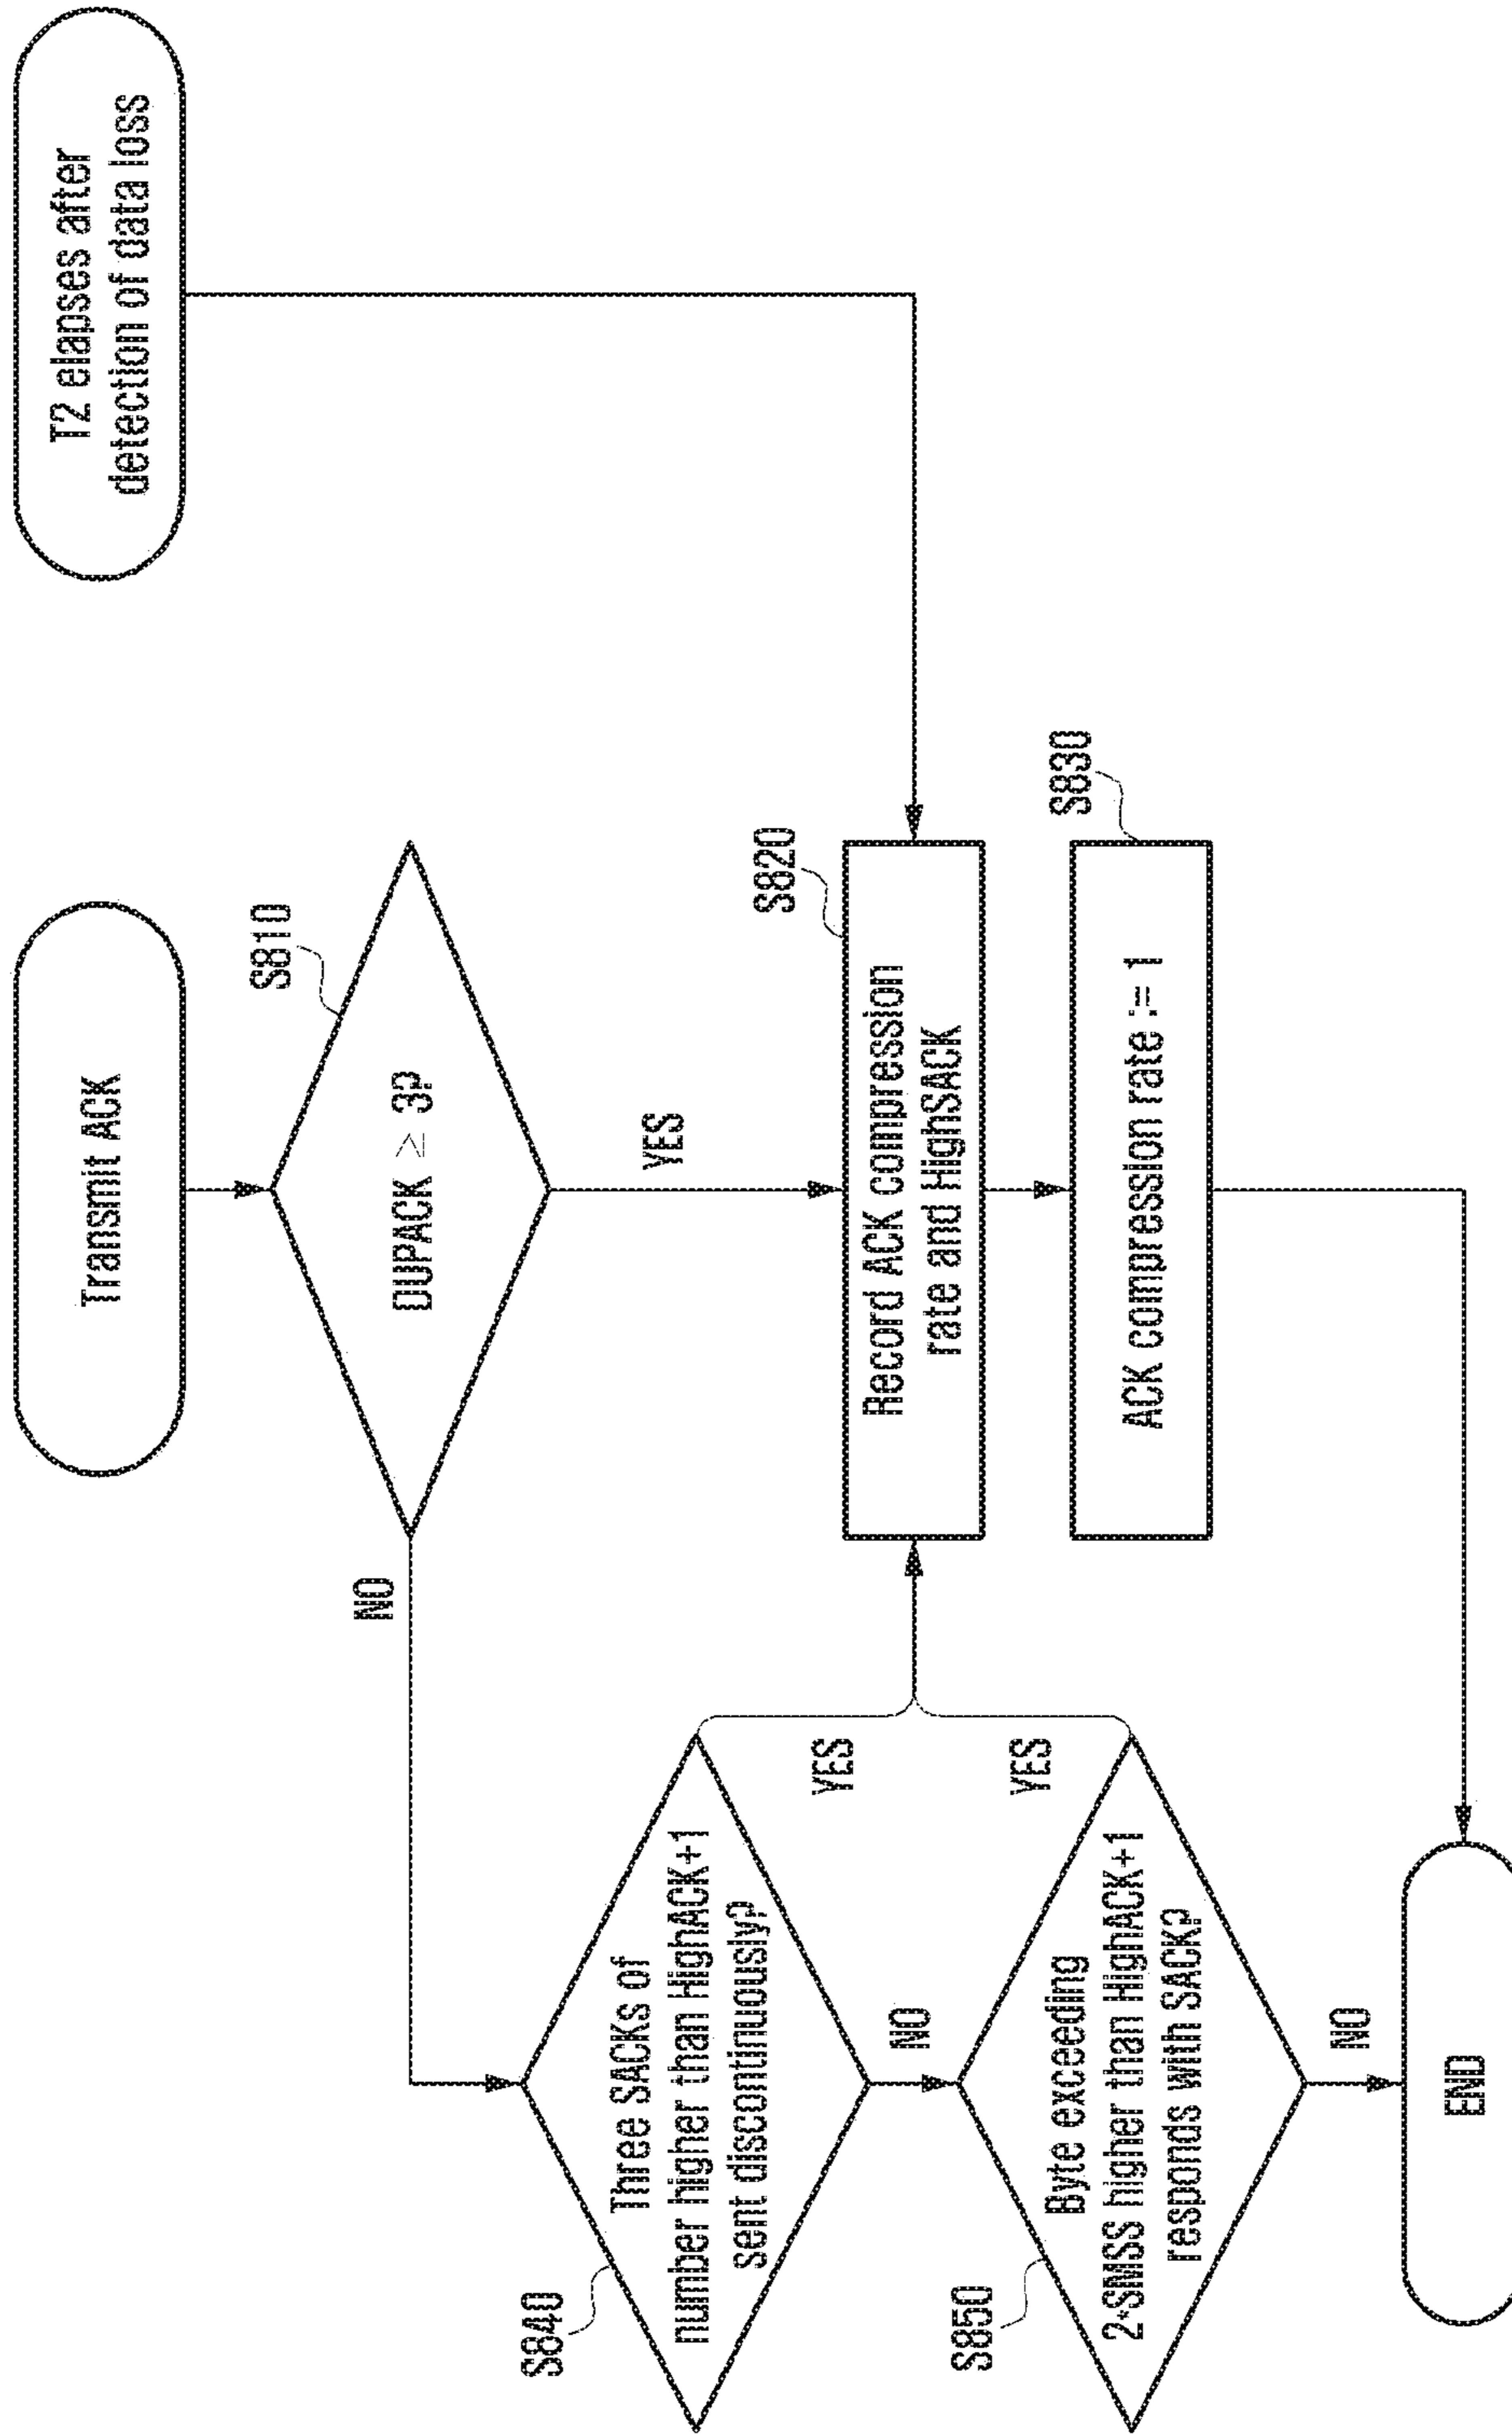 Transmit ACK
T2 elapses after
detection of data loss
S810
DUPACK ≥ 3?
NO
YES
S840
Three SACKs of
number higher than HighACK+1
sent discontinuously?
YES
NO
S820
Record ACK compression
rate and HighSACK
S850
Byte exceeding
2*SMSS higher than HighACK+1
responds with SACK?
YES
NO
S830
ACK compression rate := 1
END